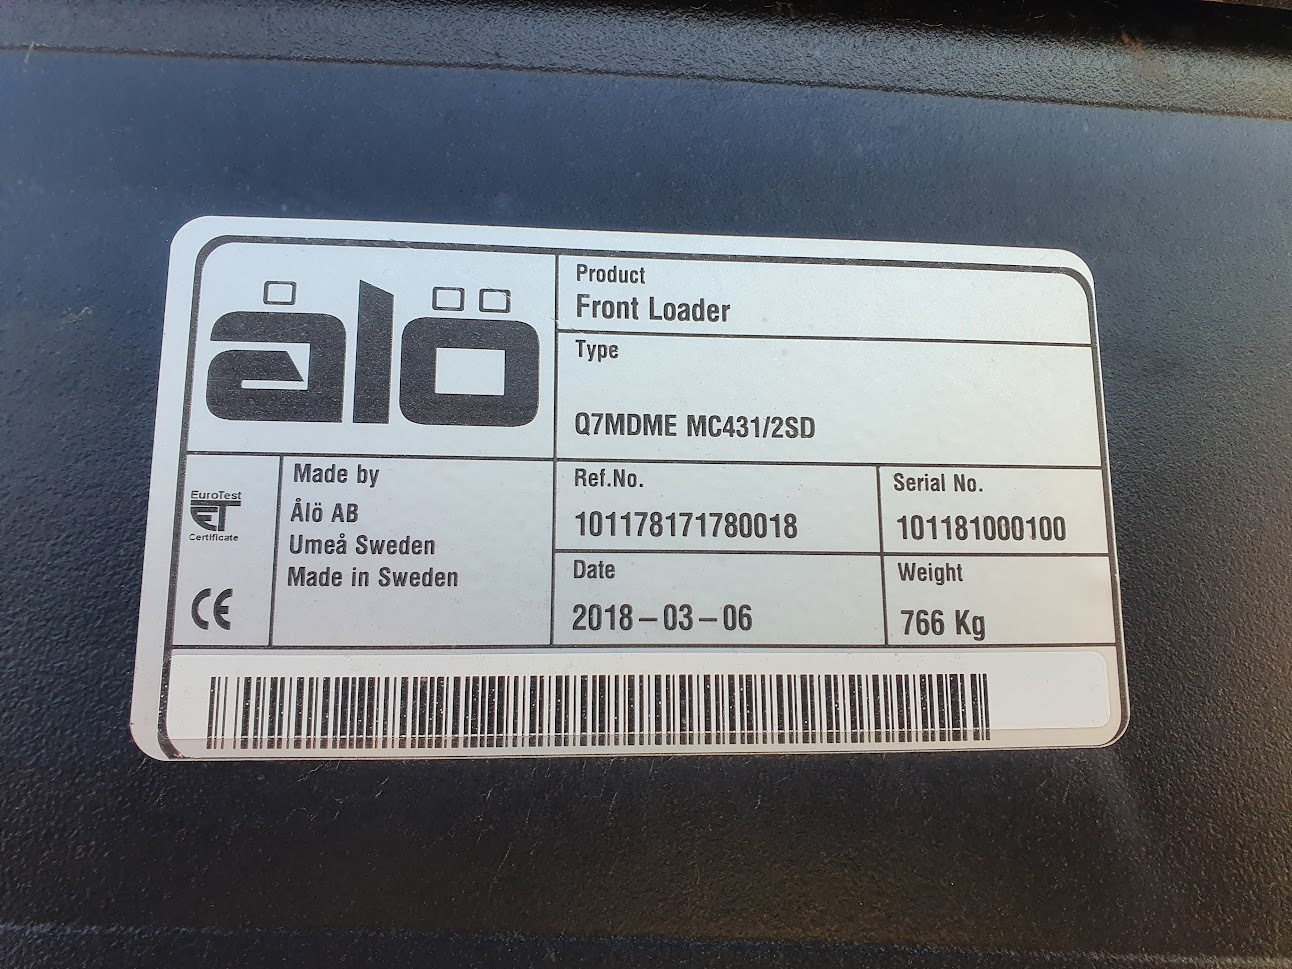 ålö
Product
Front Loader
Type
Q7MDME MC431/2SD
EuroTest
ET
Certificate
CE
Made by
Ålö AB
Umeå Sweden
Made in Sweden
Ref.No.
101178171780018
Serial No.
101181000100
Date
2018-03-06
Weight
766 Kg